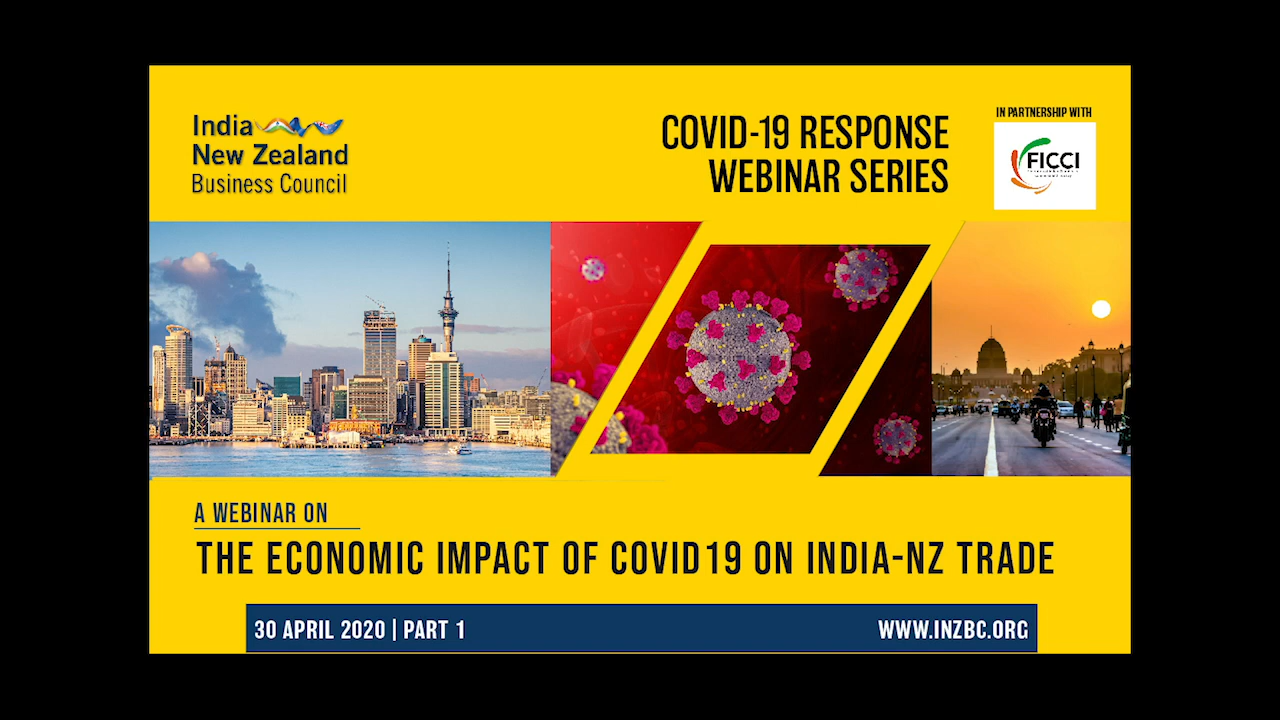 India
New Zealand
Business Council
COVID-19 RESPONSE
WEBINAR SERIES
IN PARTNERSHIP WITH
FICCI
A WEBINAR ON
THE ECONOMIC IMPACT OF COVID19 ON INDIA-NZ TRADE
30 APRIL 2020 | PART 1
WWW.INZBC.ORG